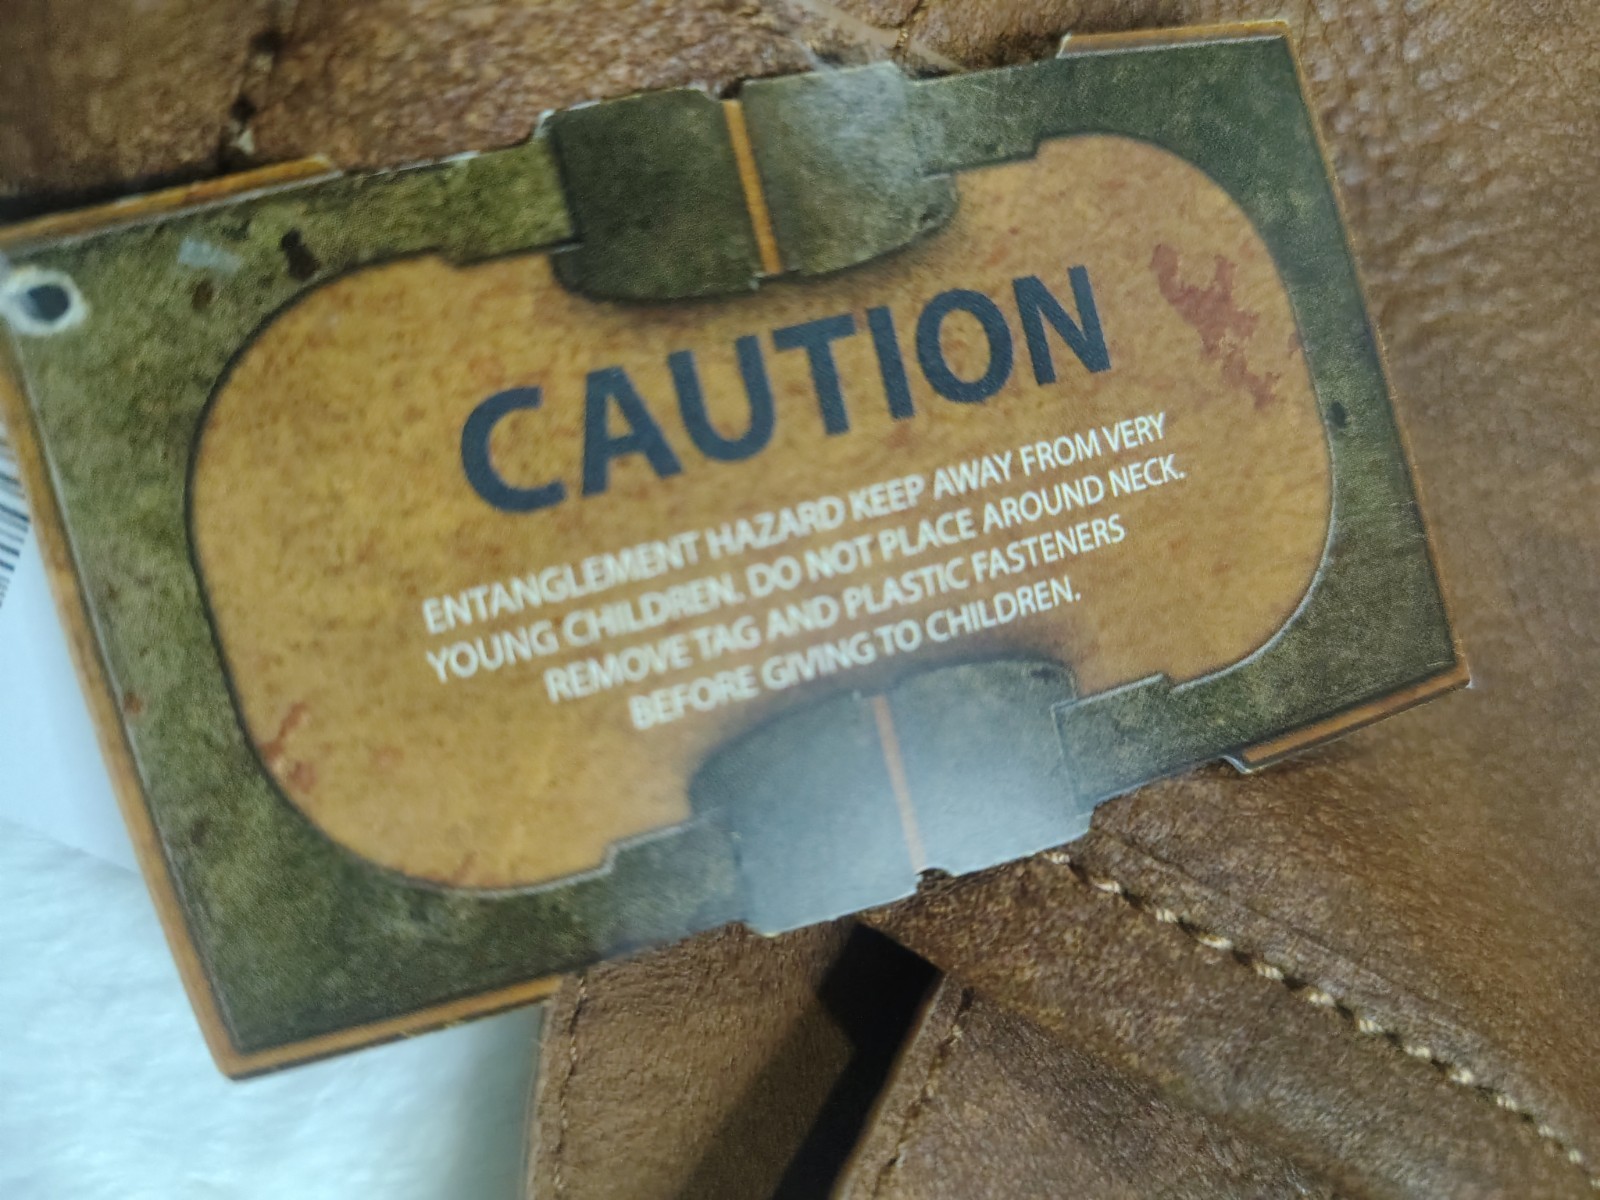 CAUTION
ENTANGLEMENT HAZARD KEEP AWAY FROM VERY
YOUNG CHILDREN. DO NOT PLACE AROUND NECK.
REMOVE TAG AND PLASTIC FASTENERS
BEFORE GIVING TO CHILDREN.